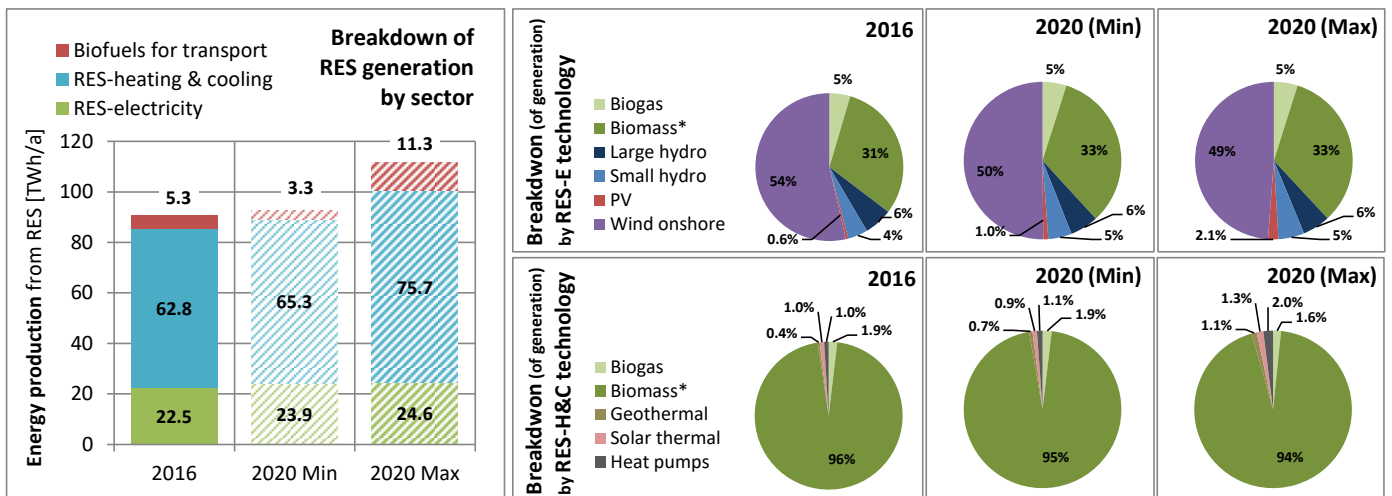 Breakdown of
RES generation
by sector
Biofuels for transport
RES-heating & cooling
RES-electricity
Energy production from RES [TWh/a]
120
100
80
60
40
20
0
5.3
62.8
22.5
3.3
65.3
23.9
11.3
75.7
24.6
2016
2020 Min
2020 Max
Breakdwon (of generation)
by RES-E technology
Biogas
Biomass*
Large hydro
Small hydro
PV
Wind onshore
2016
5%
31%
6%
4%
0.6%
54%
2020 (Min)
5%
33%
6%
5%
1.0%
50%
2020 (Max)
5%
33%
6%
5%
2.1%
49%
Breakdwon (of generation)
by RES-H&C technology
Biogas
Biomass*
Geothermal
Solar thermal
Heat pumps
2016
1.0%
1.0%
0.4%
1.9%
96%
2020 (Min)
0.9%
1.1%
0.7%
1.9%
95%
2020 (Max)
1.3%
2.0%
1.1%
1.6%
94%